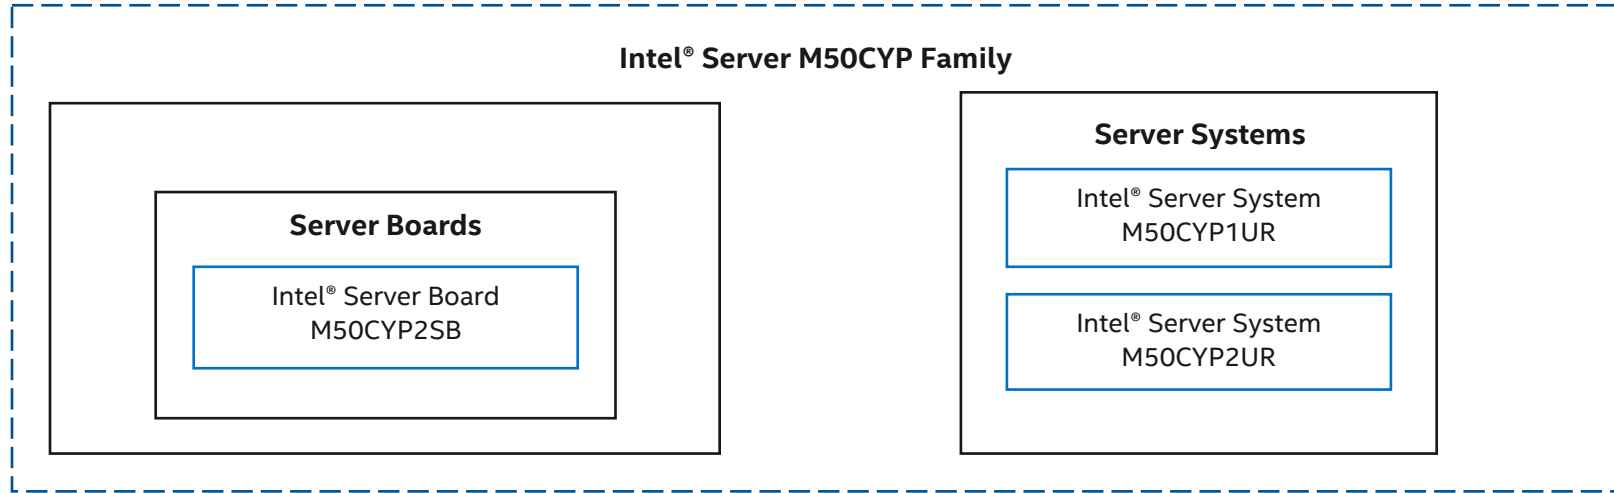 Intel® Server M50CYP Family
Server Boards
Intel® Server Board
M50CYP2SB
Server Systems
Intel® Server System
M50CYP1UR
Intel® Server System
M50CYP2UR